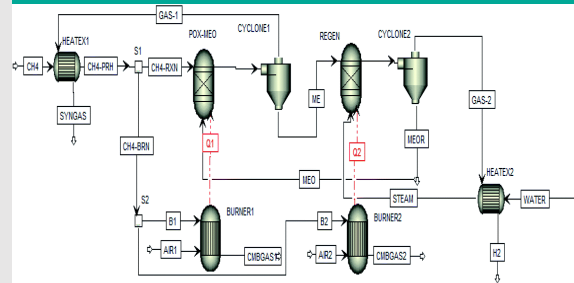 GAS-1
POX-MEO
CYCLONE1
REGEN
CYCLONE2
HEATEX1
S1
CH4
CH4-PRH
CH4-RXN
ME
GAS-2
SYNGAS
CH4-BRN
Q1
Q2
MEOR
HEATEX2
MEO
STEAM
WATER
S2
B1
BURNER1
B2
BURNER2
AIR1
CMBGAS1
AIR2
CMBGAS2
H2